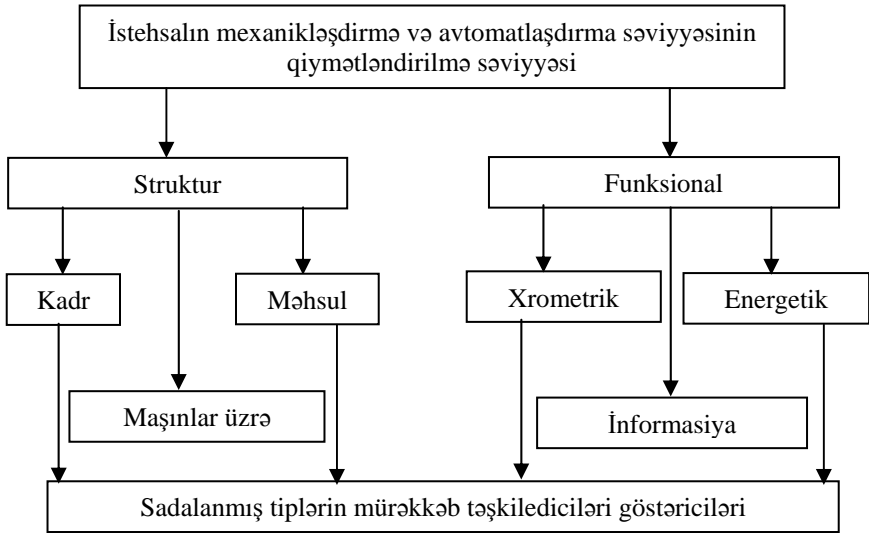 İstehsalın mexanikləşdirmə və avtomatlaşdırma səviyyəsinin
qiymətləndirilmə səviyyəsi
Struktur
Funksional
Kadr
Məhsul
Xrometrik
Energetik
Maşınlar üzrə
İnformasiya
Sadalanmış tiplərin mürəkkəb təşkilediciləri göstəriciləri